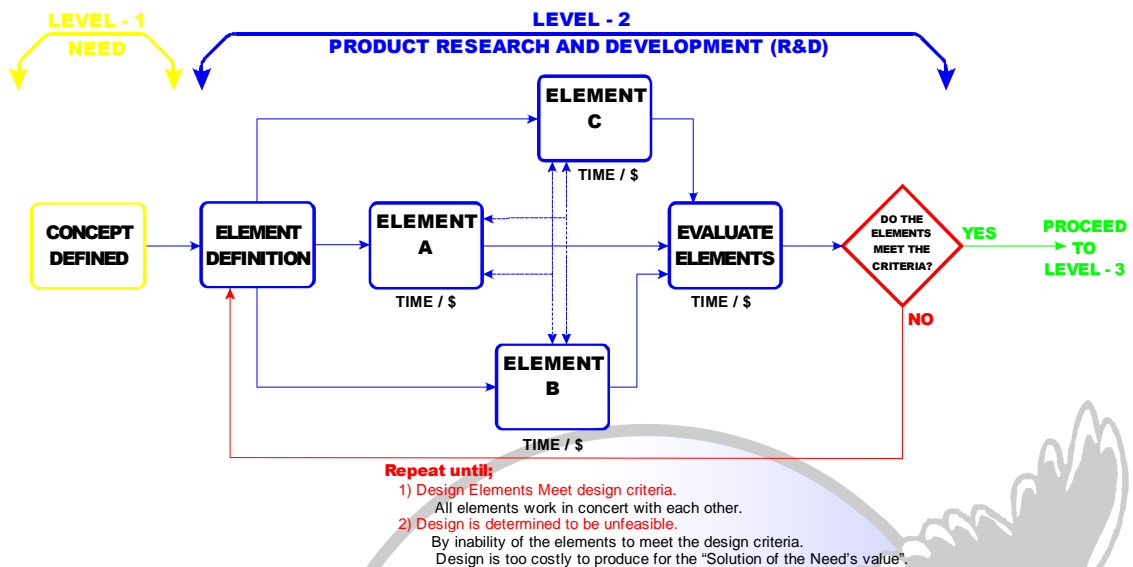 LEVEL - 1
NEED
LEVEL - 2
PRODUCT RESEARCH AND DEVELOPMENT (R&D)
ELEMENT
C
TIME / $
CONCEPT
DEFINED
ELEMENT
DEFINITION
ELEMENT
A
TIME / $
EVALUATE
ELEMENTS
TIME / $
DO THE
ELEMENTS
MEET THE
CRITERIA?
YES
PROCEED
TO
LEVEL - 3
NO
ELEMENT
B
TIME / $
Repeat until;
1) Design Elements Meet design criteria.
All elements work in concert with each other.
2) Design is determined to be unfeasible.
By inability of the elements to meet the design criteria.
Design is too costly to produce for the “Solution of the Need's value”.